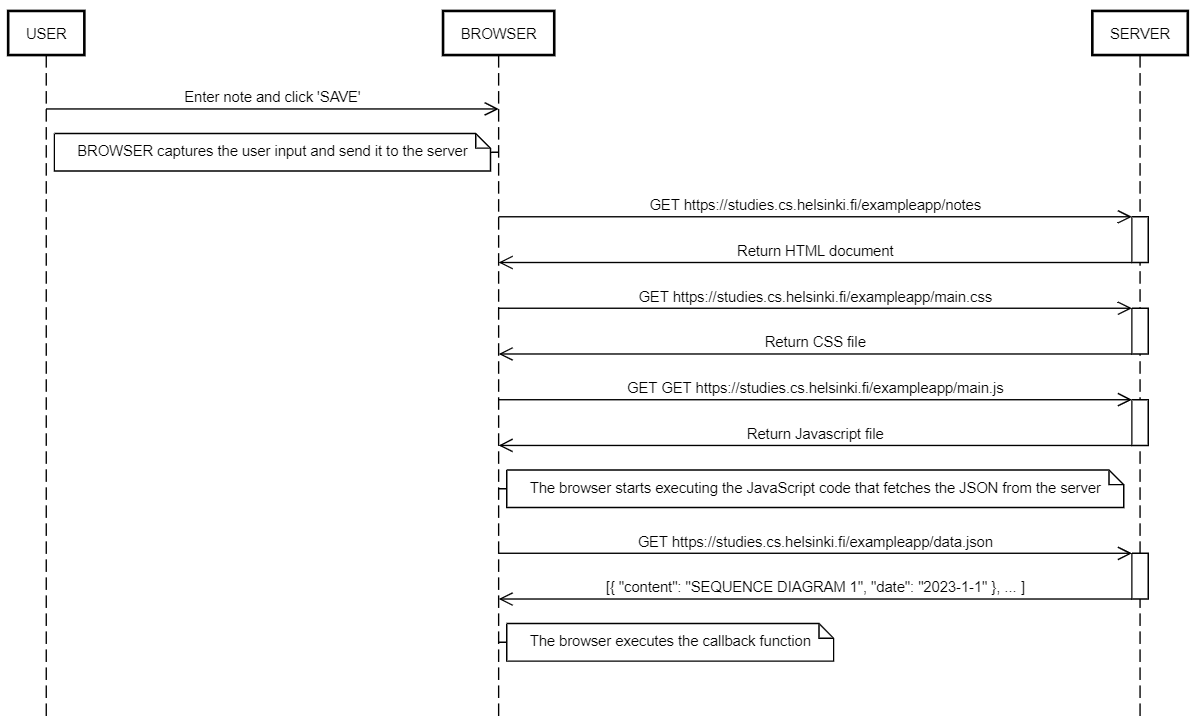 USER
BROWSER
SERVER
Enter note and click 'SAVE'
BROWSER captures the user input and send it to the server
GET https://studies.cs.helsinki.fi/exampleapp/notes
Return HTML document
GET https://studies.cs.helsinki.fi/exampleapp/main.css
Return CSS file
GET GET https://studies.cs.helsinki.fi/exampleapp/main.js
Return Javascript file
The browser starts executing the JavaScript code that fetches the JSON from the server
GET https://studies.cs.helsinki.fi/exampleapp/data.json
[{ "content": "SEQUENCE DIAGRAM 1", "date": "2023-1-1" }, ... ]
The browser executes the callback function